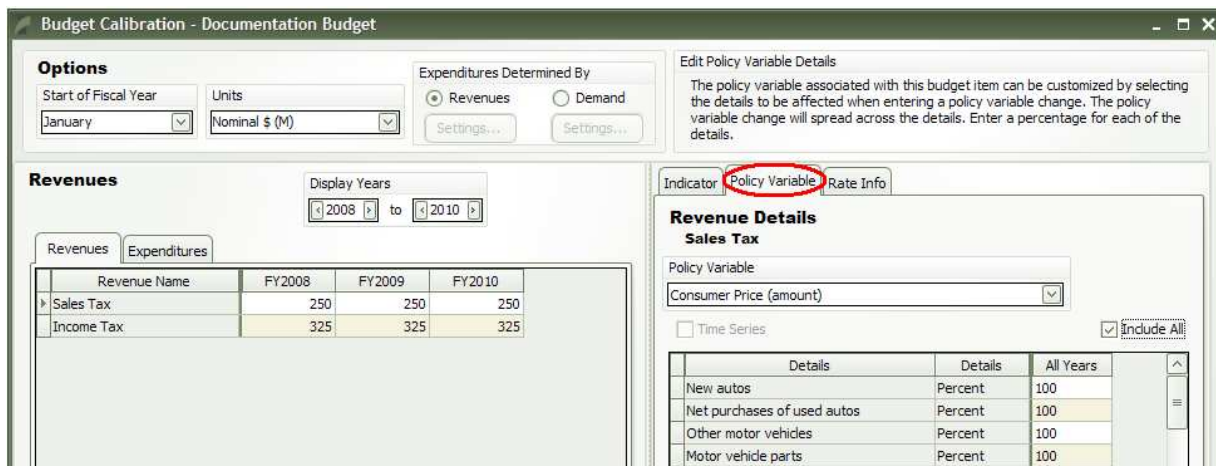 Budget Calibration - Documentation Budget
Options
Start of Fiscal Year
January
Units
Nominal $ (M)
Expenditures Determined By
Revenues
Demand
Settings...
Settings...
Edit Policy Variable Details
The policy variable associated with this budget item can be customized by selecting
the details to be affected when entering a policy variable change. The policy
variable change will spread across the details. Enter a percentage for each of the
details.
Revenues
Display Years
2008 to 2010
Revenues Expenditures
Revenue Name FY2008 FY2009 FY2010
Sales Tax 250 250 250
Income Tax 325 325 325
Indicator Policy Variable Rate Info
Revenue Details
Sales Tax
Policy Variable
Consumer Price (amount)
Time Series
Include All
Details Details All Years
New autos Percent 100
Net purchases of used autos Percent 100
Other motor vehicles Percent 100
Motor vehicle parts Percent 100